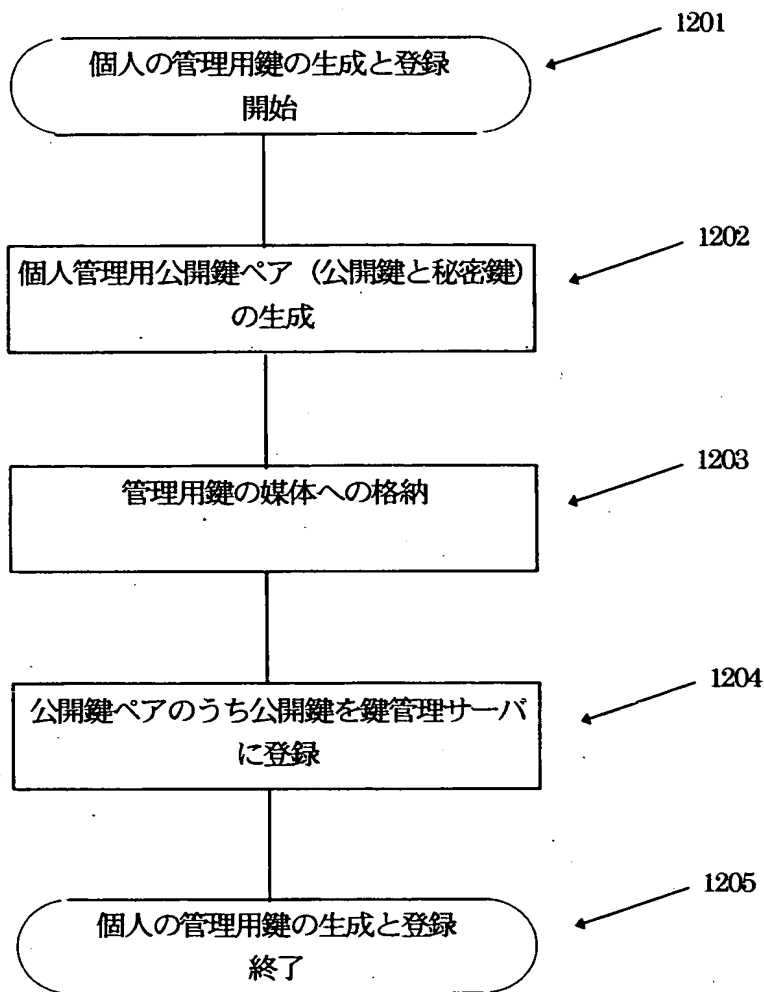 1201
個人の管理用鍵の生成と登録
開始
1202
個人管理用公開鍵ペア（公開鍵と秘密鍵）
の生成
1203
管理用鍵の媒体への格納
1204
公開鍵ペアのうち公開鍵を鍵管理サーバ
に登録
1205
個人の管理用鍵の生成と登録
終了